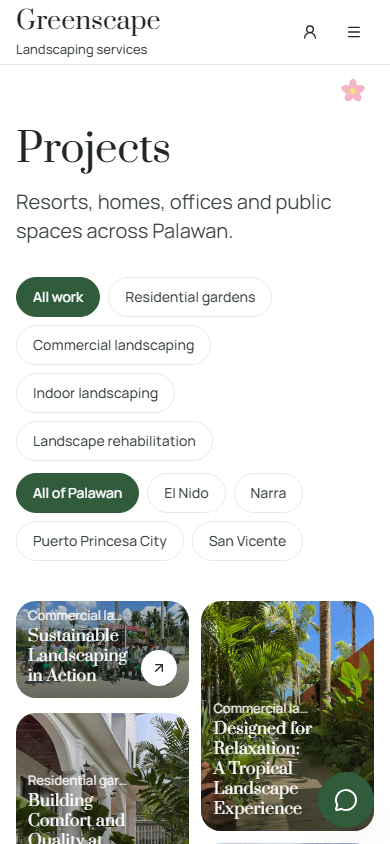 Greenscape
Landscaping services
Projects
Resorts, homes, offices and public
spaces across Palawan.
All work
Residential gardens
Commercial landscaping
Indoor landscaping
Landscape rehabilitation
All of Palawan
El Nido
Narra
Puerto Princesa City
San Vicente
Commercial la...
Sustainable
Landscaping
in Action
Commercial la...
Designed for
Relaxation:
A Tropical
Landscape
Experience
Residential gar...
Building
Comfort and
Quality at